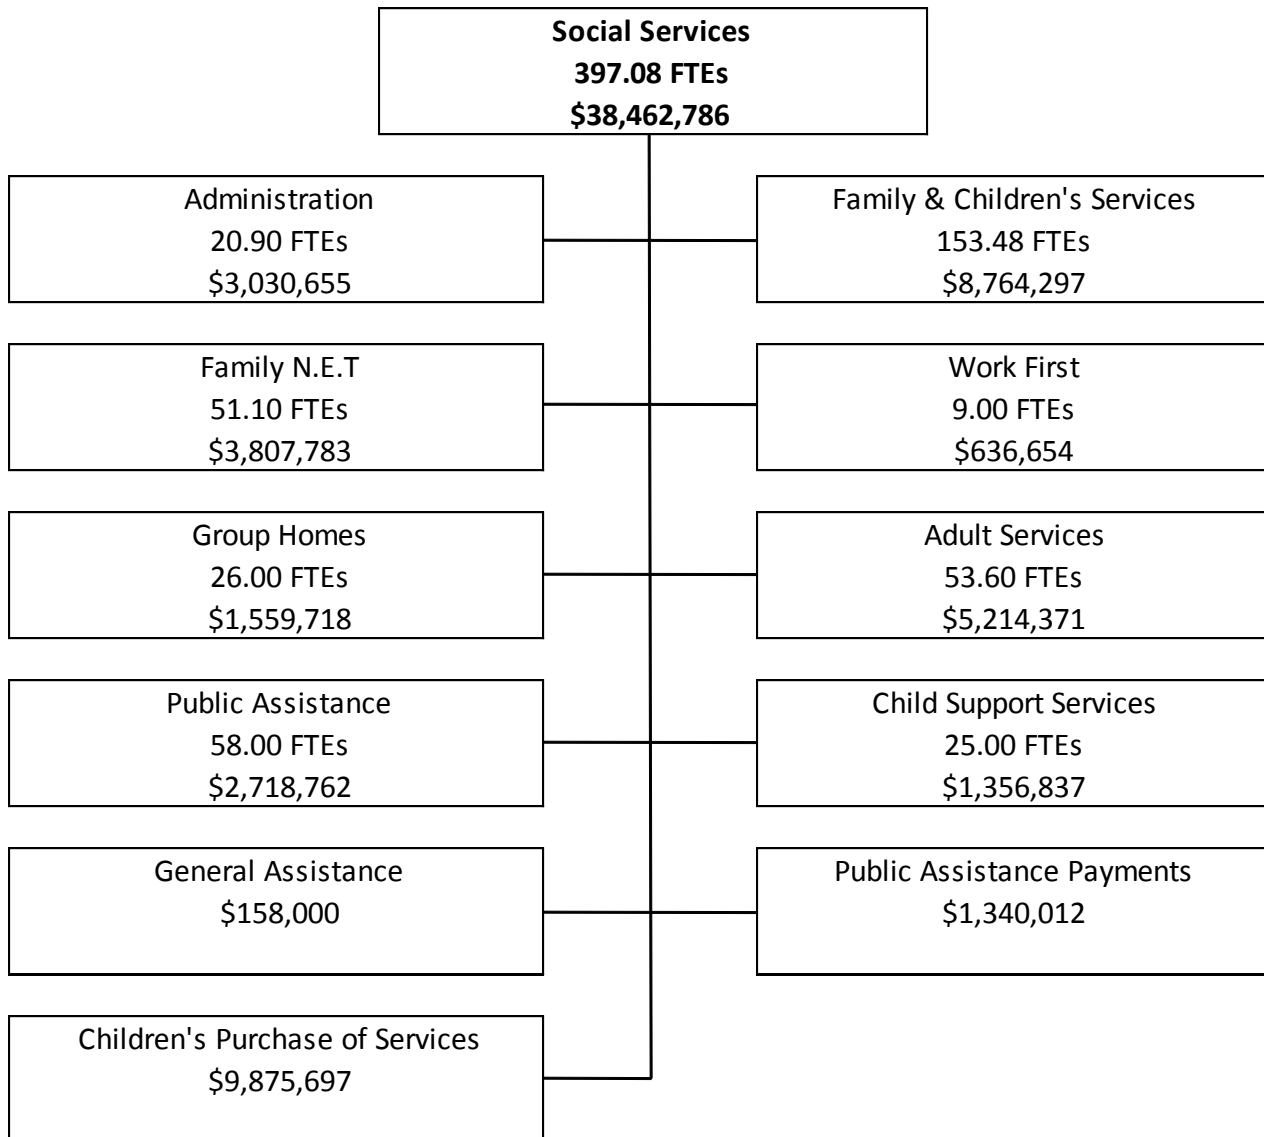 Social Services
397.08 FTEs
$38,462,786
Administration
20.90 FTEs
$3,030,655
Family & Children's Services
153.48 FTEs
$8,764,297
Family N.E.T
51.10 FTEs
$3,807,783
Work First
9.00 FTEs
$636,654
Group Homes
26.00 FTEs
$1,559,718
Adult Services
53.60 FTEs
$5,214,371
Public Assistance
58.00 FTEs
$2,718,762
Child Support Services
25.00 FTEs
$1,356,837
General Assistance
$158,000
Public Assistance Payments
$1,340,012
Children's Purchase of Services
$9,875,697